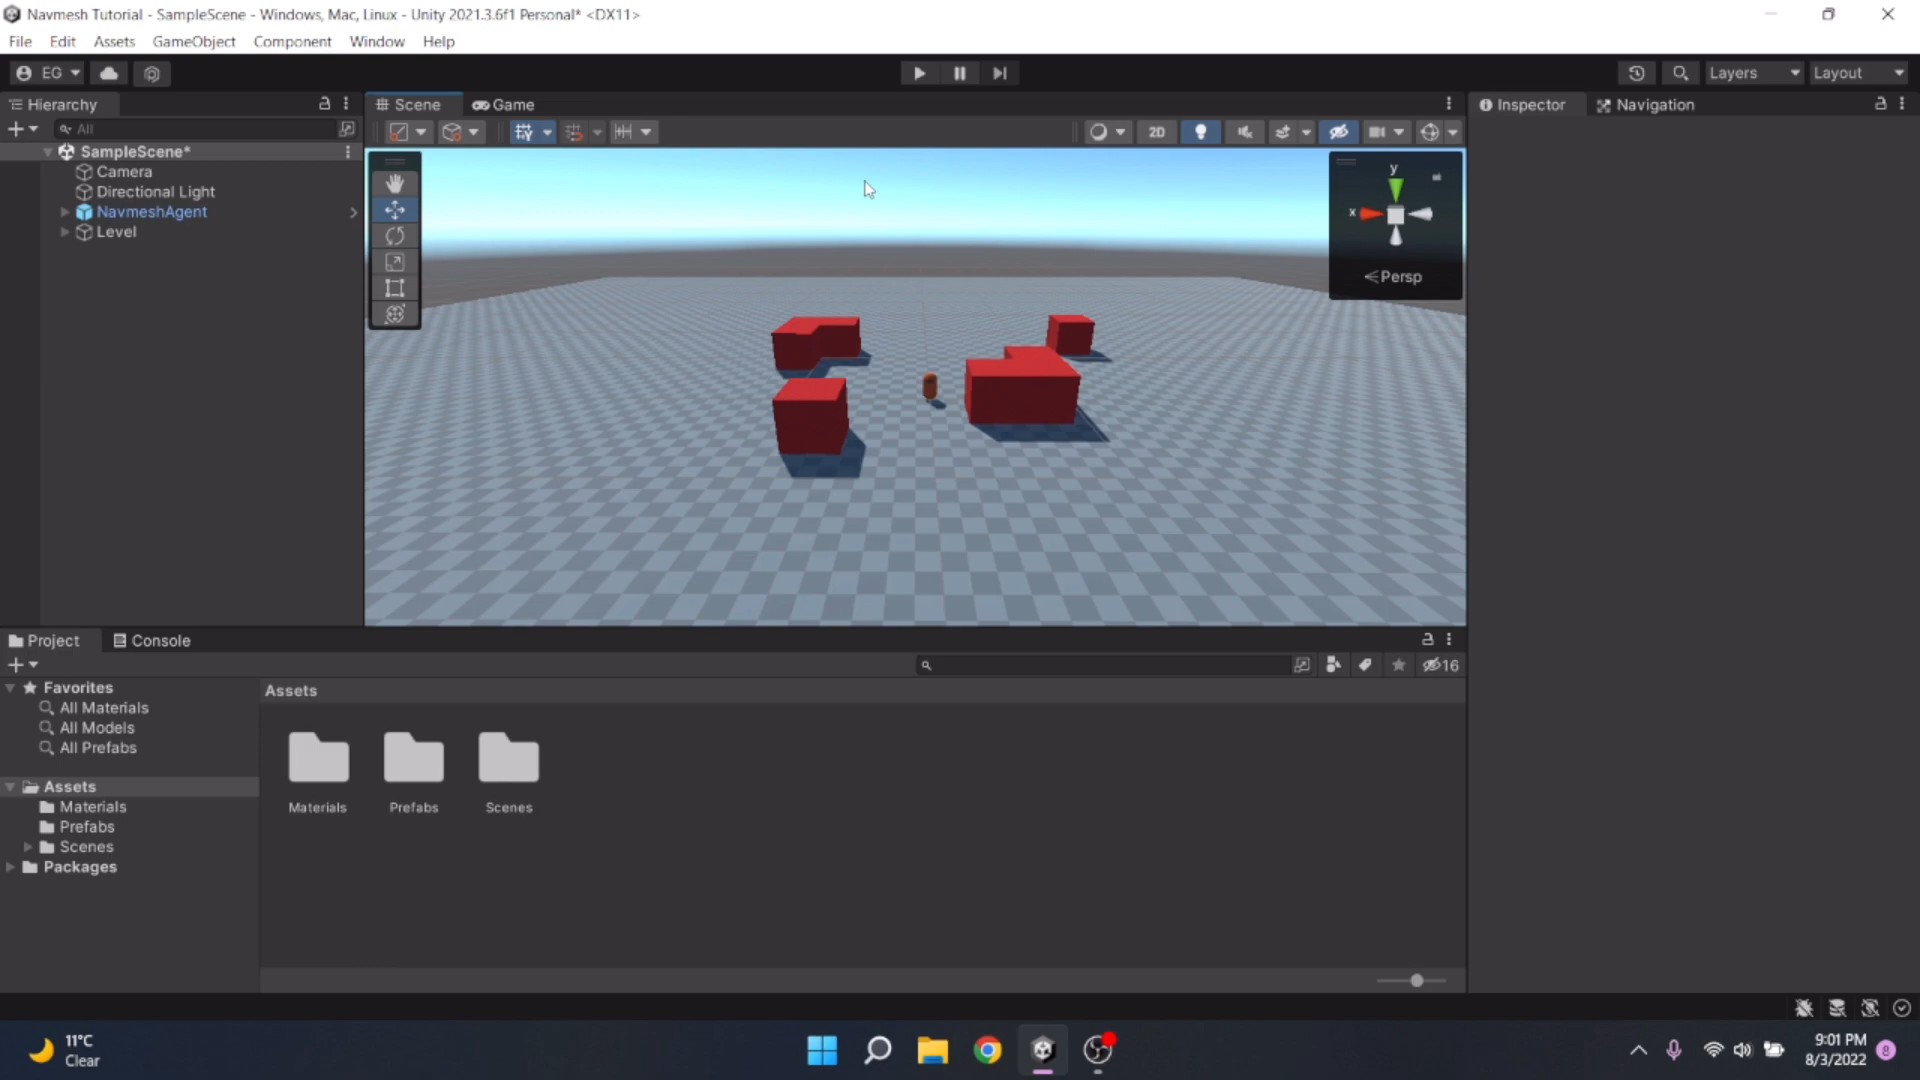 Navmesh Tutorial - SampleScene - Windows, Mac, Linux - Unity 2021.3.6f1 Personal* <DX11>
File Edit Assets GameObject Component Window Help
EG Layers Layout
Hierarchy Scene Game Inspector Navigation
All 2D
SampleScene*
Camera
Directional Light
NavmeshAgent
Level
y
x
Persp
Project Console
16
Favorites Assets
All Materials
All Models
All Prefabs
Assets
Materials
Prefabs
Scenes
Packages
Materials Prefabs Scenes
11°C
Clear
9:01 PM
8/3/2022
8